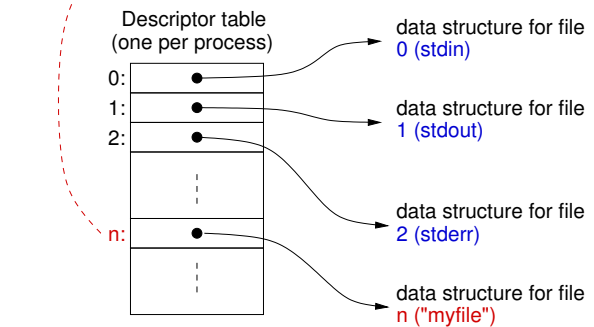 Descriptor table
(one per process)
0:
1:
2:
n:
data structure for file
0 (stdin)
data structure for file
1 (stdout)
data structure for file
2 (stderr)
data structure for file
n ("myfile")